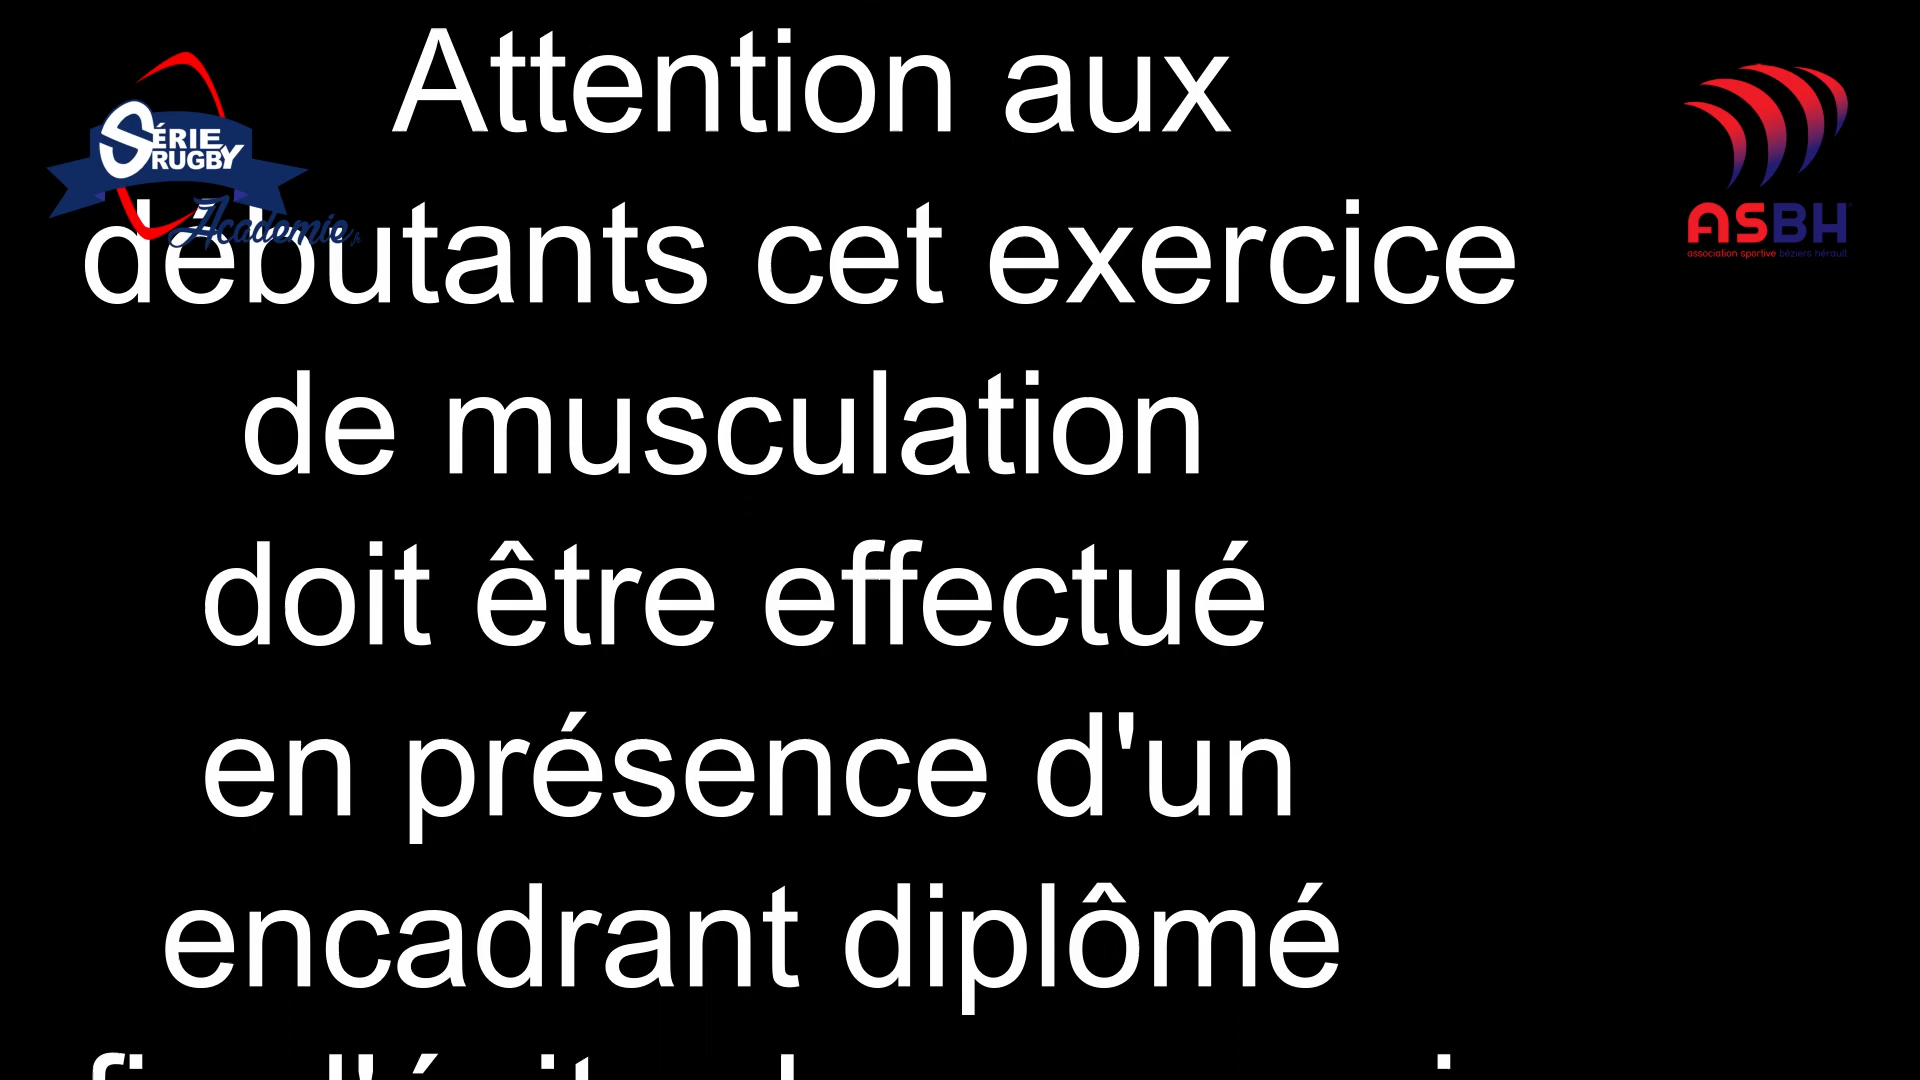 Attention aux
débutants cet exercice
de musculation
doit être effectué
en présence d'un
encadrant diplômé
SÉRIE
RUGBY
Academie
ASBH
association sportive béziers hérault